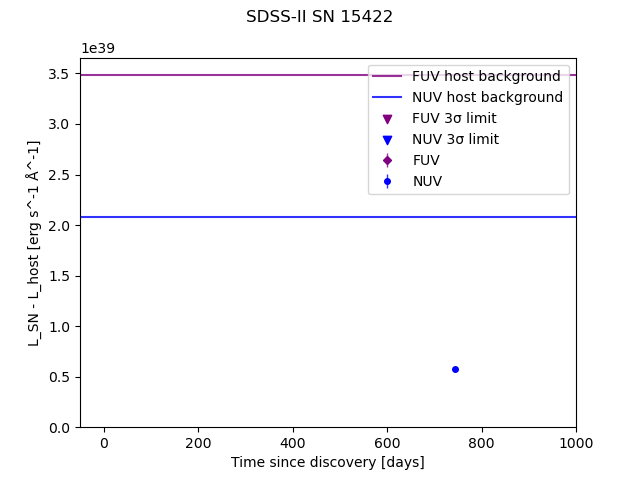 SDSS-II SN 15422
1e39
3.5
3.0
2.5
2.0
1.5
1.0
0.5
0.0
L_SN - L_host [erg s^-1 Å^-1]
FUV host background
NUV host background
FUV 3σ limit
NUV 3σ limit
FUV
NUV
0 200 400 600 800 1000
Time since discovery [days]